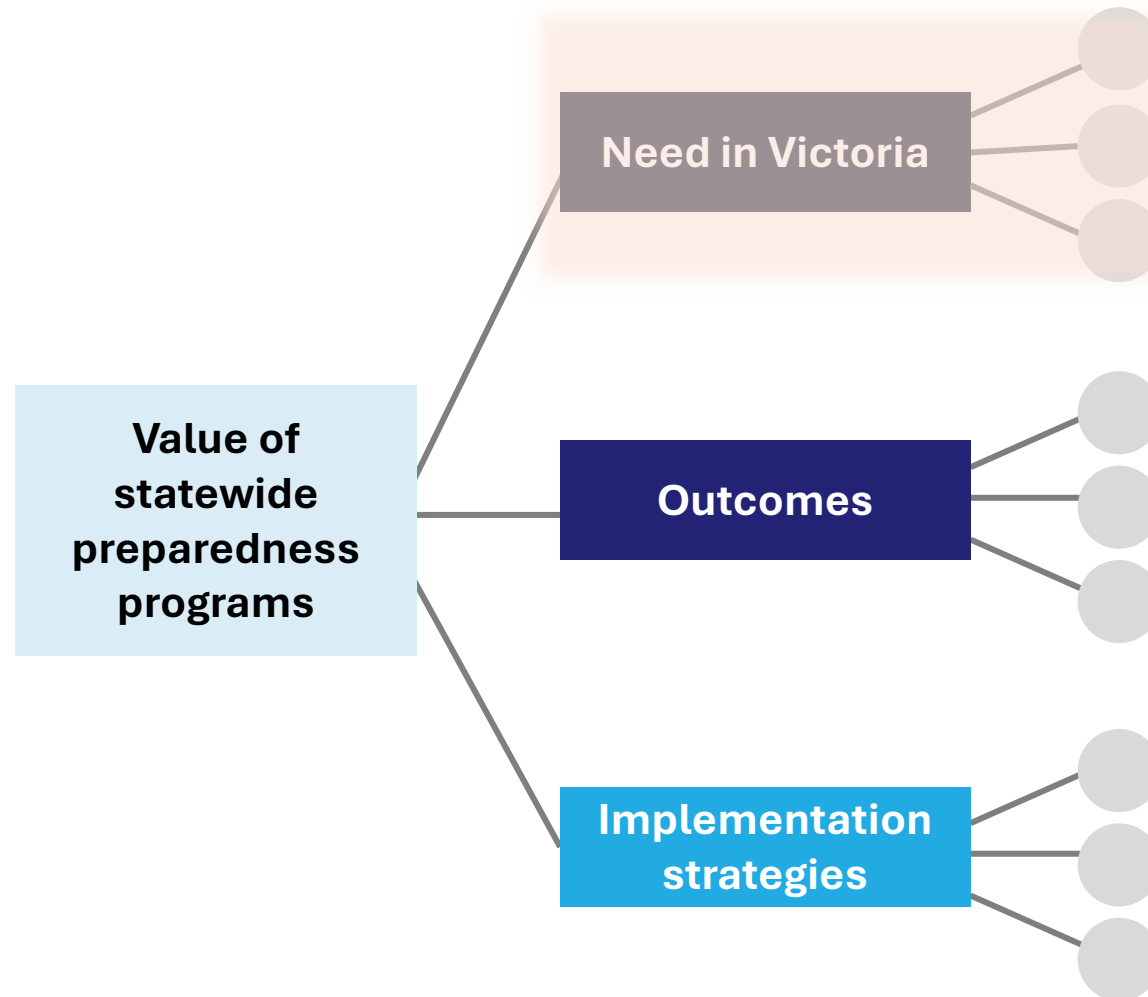 Need in Victoria
Value of
statewide
preparedness
programs
Outcomes
Implementation
strategies